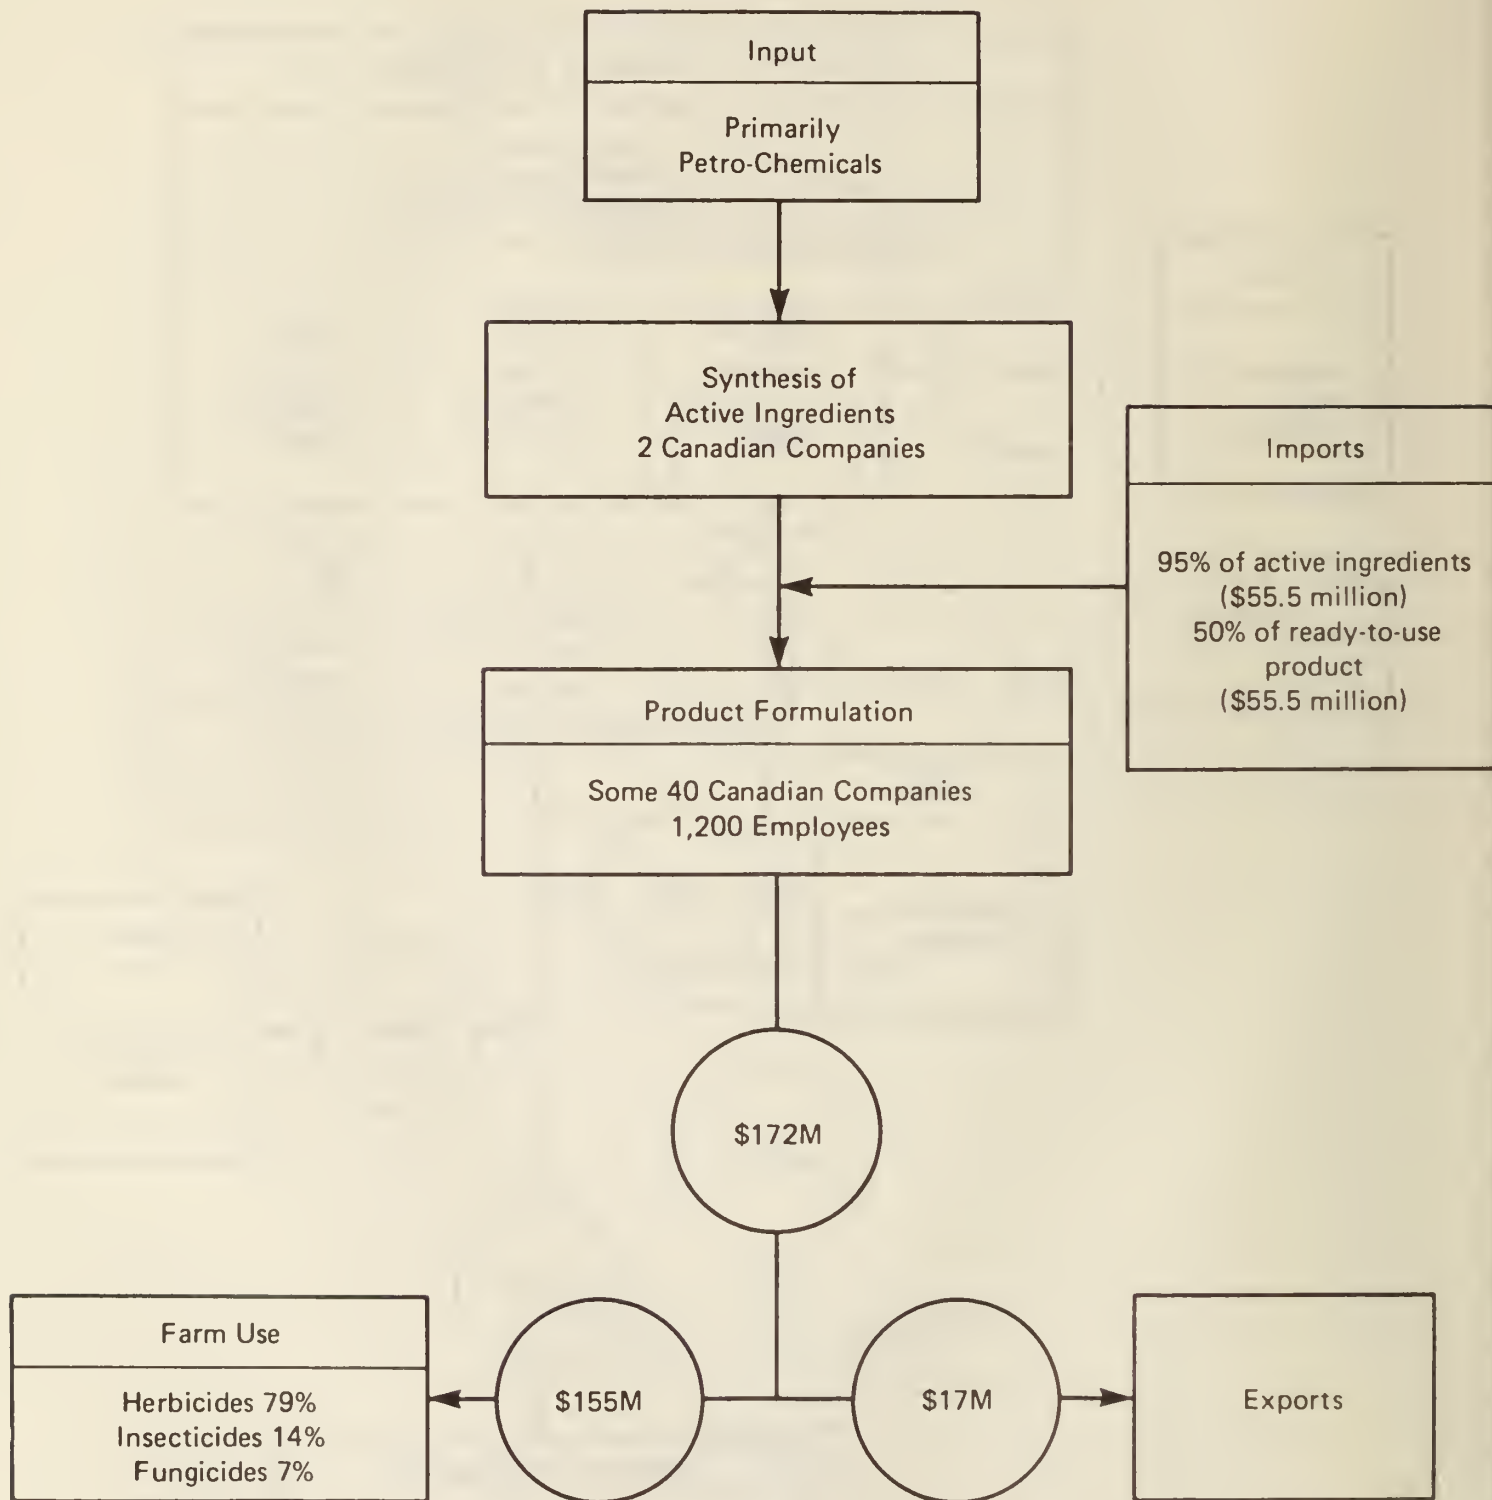 Input
Primarily
Petro-Chemicals
Synthesis of
Active Ingredients
2 Canadian Companies
Imports
95% of active ingredients
($55.5 million)
50% of ready-to-use
product
($55.5 million)
Product Formulation
Some 40 Canadian Companies
1,200 Employees
$172M
Farm Use
Herbicides 79%
Insecticides 14%
Fungicides 7%
$155M
$17M
Exports